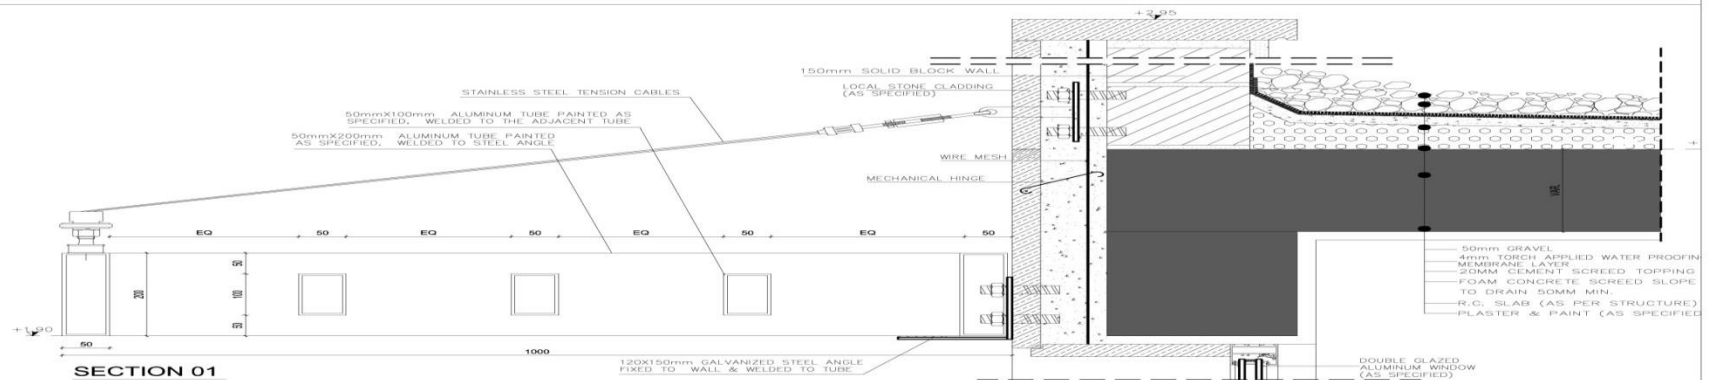 +2.95
150mm SOLID BLOCK WALL
LOCAL STONE CLADDING
(AS SPECIFIED)
STAINLESS STEEL TENSION CABLES
50mmX100mm ALUMINUM TUBE PAINTED AS
SPECIFIED, WELDED TO THE ADJACENT TUBE
50mmX200mm ALUMINUM TUBE PAINTED
AS SPECIFIED, WELDED TO STEEL ANGLE
WIRE MESH
MECHANICAL HINGE
VAR.
EQ 50 EQ 50 EQ 50 EQ 50
200
50
100
50
+1.90
50
1000
50mm GRAVEL
4mm TORCH APPLIED WATER PROOFIN
MEMBRANE LAYER
20MM CEMENT SCREED TOPPING
FOAM CONCRETE SCREED SLOPE
TO DRAIN 50MM MIN.
R.C. SLAB (AS PER STRUCTURE)
PLASTER & PAINT (AS SPECIFIED
120X150mm GALVANIZED STEEL ANGLE
FIXED TO WALL & WELDED TO TUBE
DOUBLE GLAZED
ALUMINUM WINDOW
(AS SPECIFIED)
SECTION 01